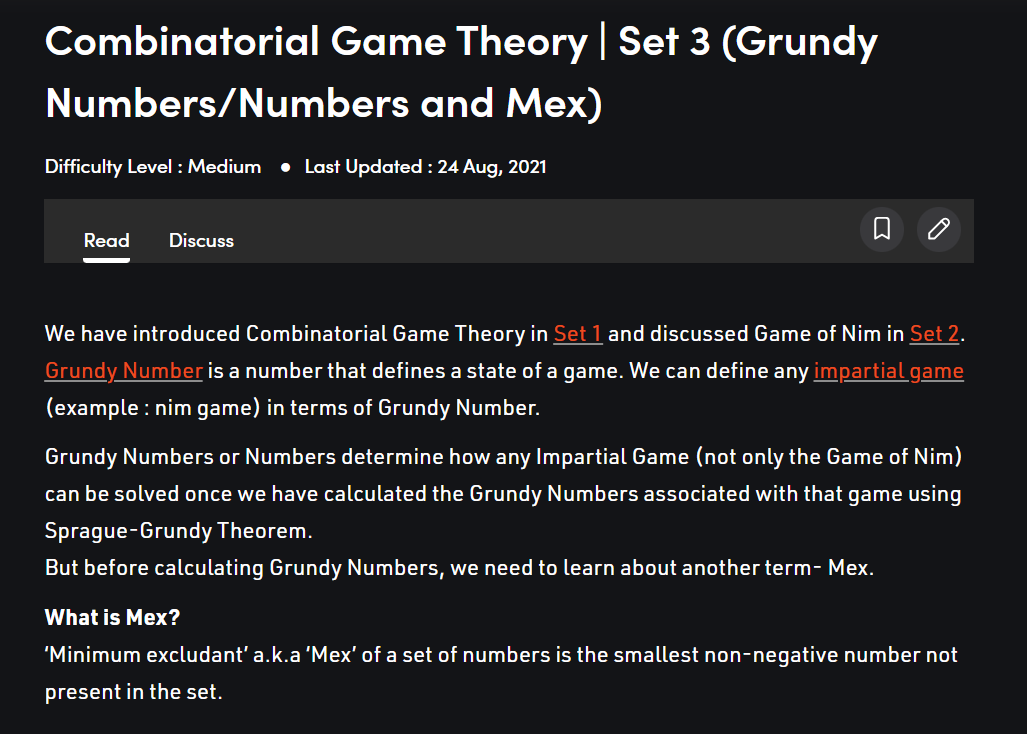 Combinatorial Game Theory | Set 3 (Grundy
Numbers/Numbers and Mex)
Difficulty Level : Medium ● Last Updated : 24 Aug, 2021
Read Discuss
We have introduced Combinatorial Game Theory in Set 1 and discussed Game of Nim in Set 2.
Grundy Number is a number that defines a state of a game. We can define any impartial game
(example : nim game) in terms of Grundy Number.
Grundy Numbers or Numbers determine how any Impartial Game (not only the Game of Nim)
can be solved once we have calculated the Grundy Numbers associated with that game using
Sprague-Grundy Theorem.
But before calculating Grundy Numbers, we need to learn about another term- Mex.
What is Mex?
‘Minimum excludant’ a.k.a ‘Mex’ of a set of numbers is the smallest non-negative number not
present in the set.